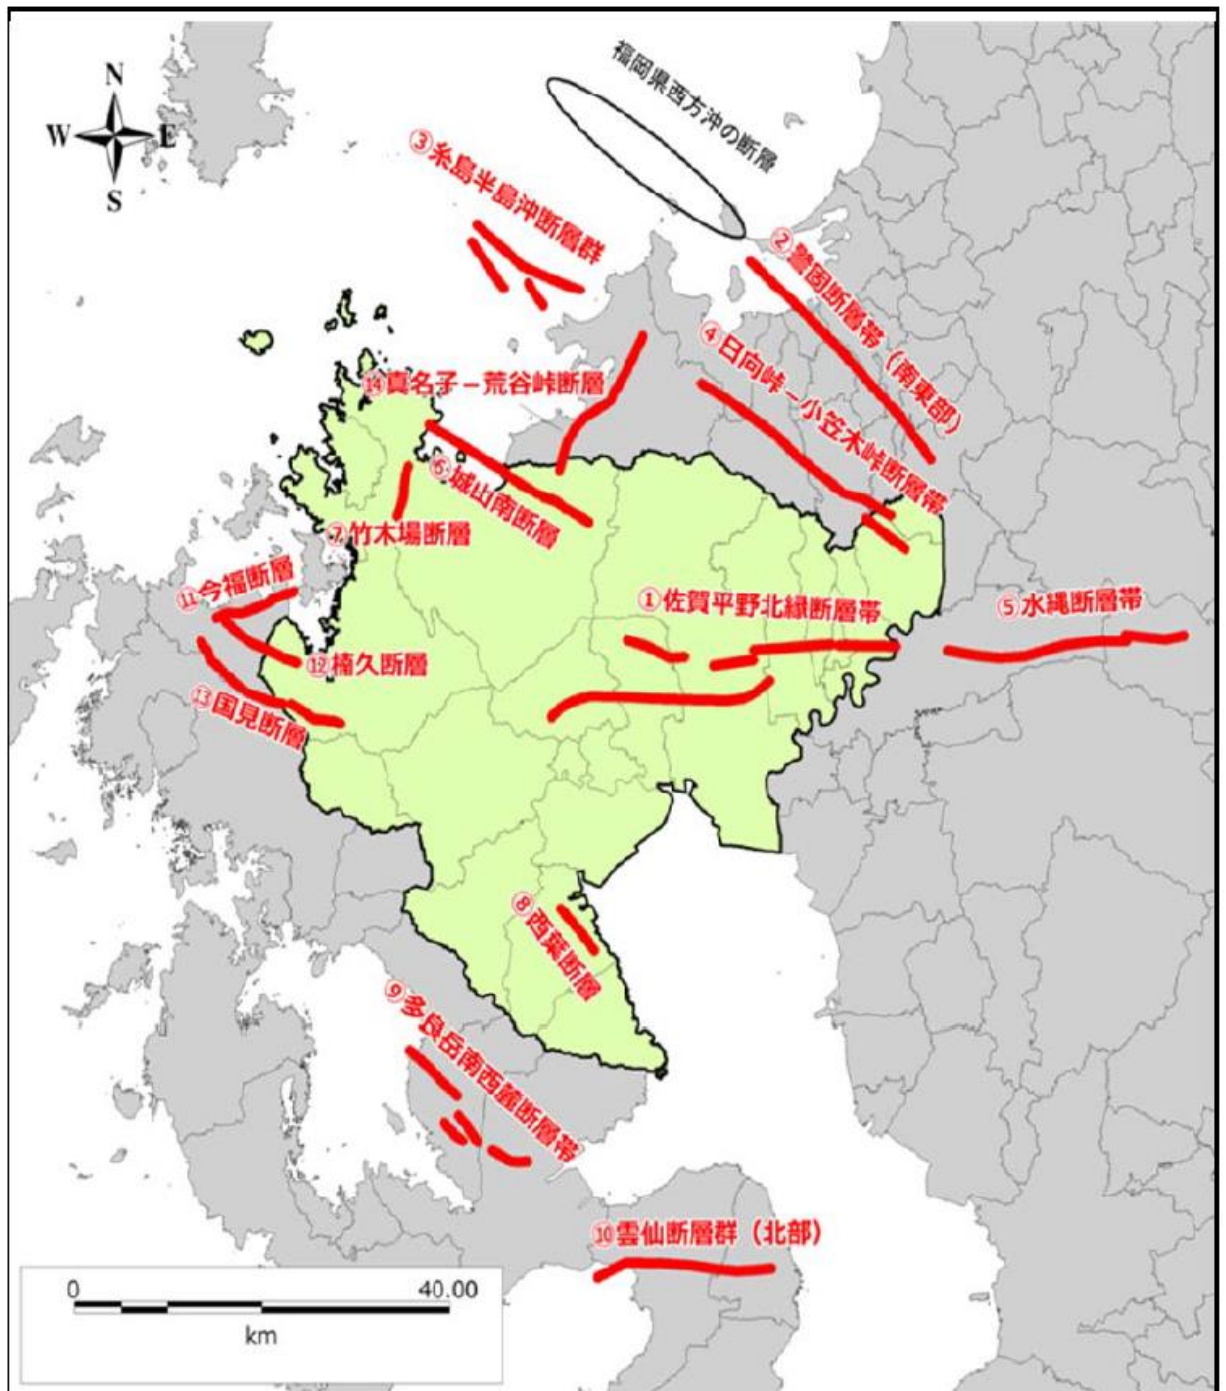 N
W E
S
福岡県西方沖の断層
③糸島半島沖断層群
②警固断層帯（南東部）
④日向峠－小笠木峠断層帯
⑭真名子－荒谷峠断層
⑥城山南断層
⑦竹木場断層
⑪今福断層
①佐賀平野北縁断層帯
⑤水縄断層帯
⑫楠久断層
⑬国見断層
⑧西葉断層
⑨多良岳南西麓断層帯
⑩雲仙断層群（北部）
0 40.00
km